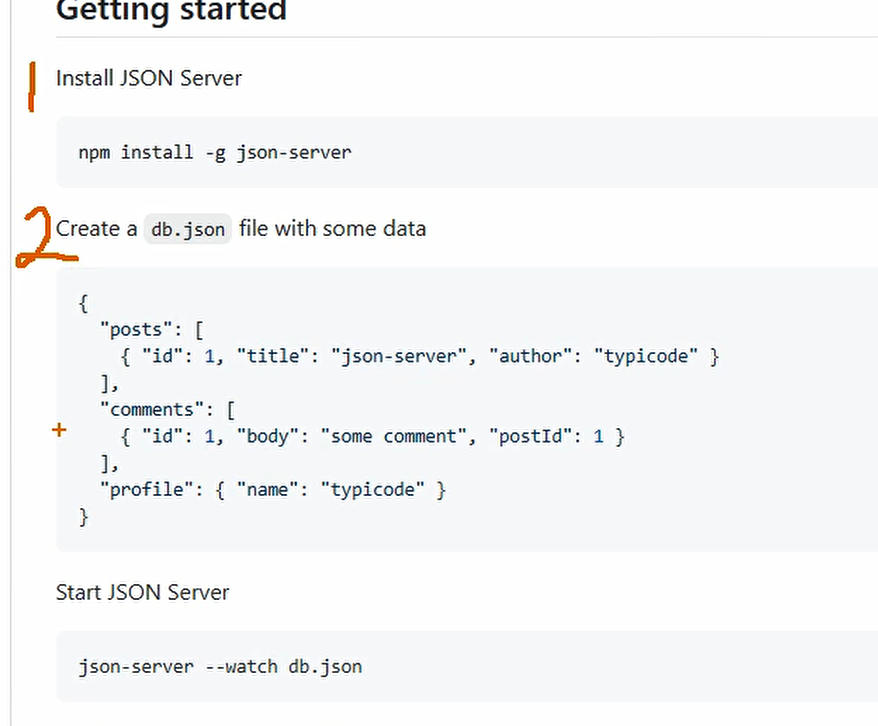 Getting started
1 Install JSON Server
npm install -g json-server
2 Create a db.json file with some data
{
  "posts": [
    { "id": 1, "title": "json-server", "author": "typicode" }
  ],
  "comments": [
    { "id": 1, "body": "some comment", "postId": 1 }
  ],
  "profile": { "name": "typicode" }
}
Start JSON Server
json-server --watch db.json